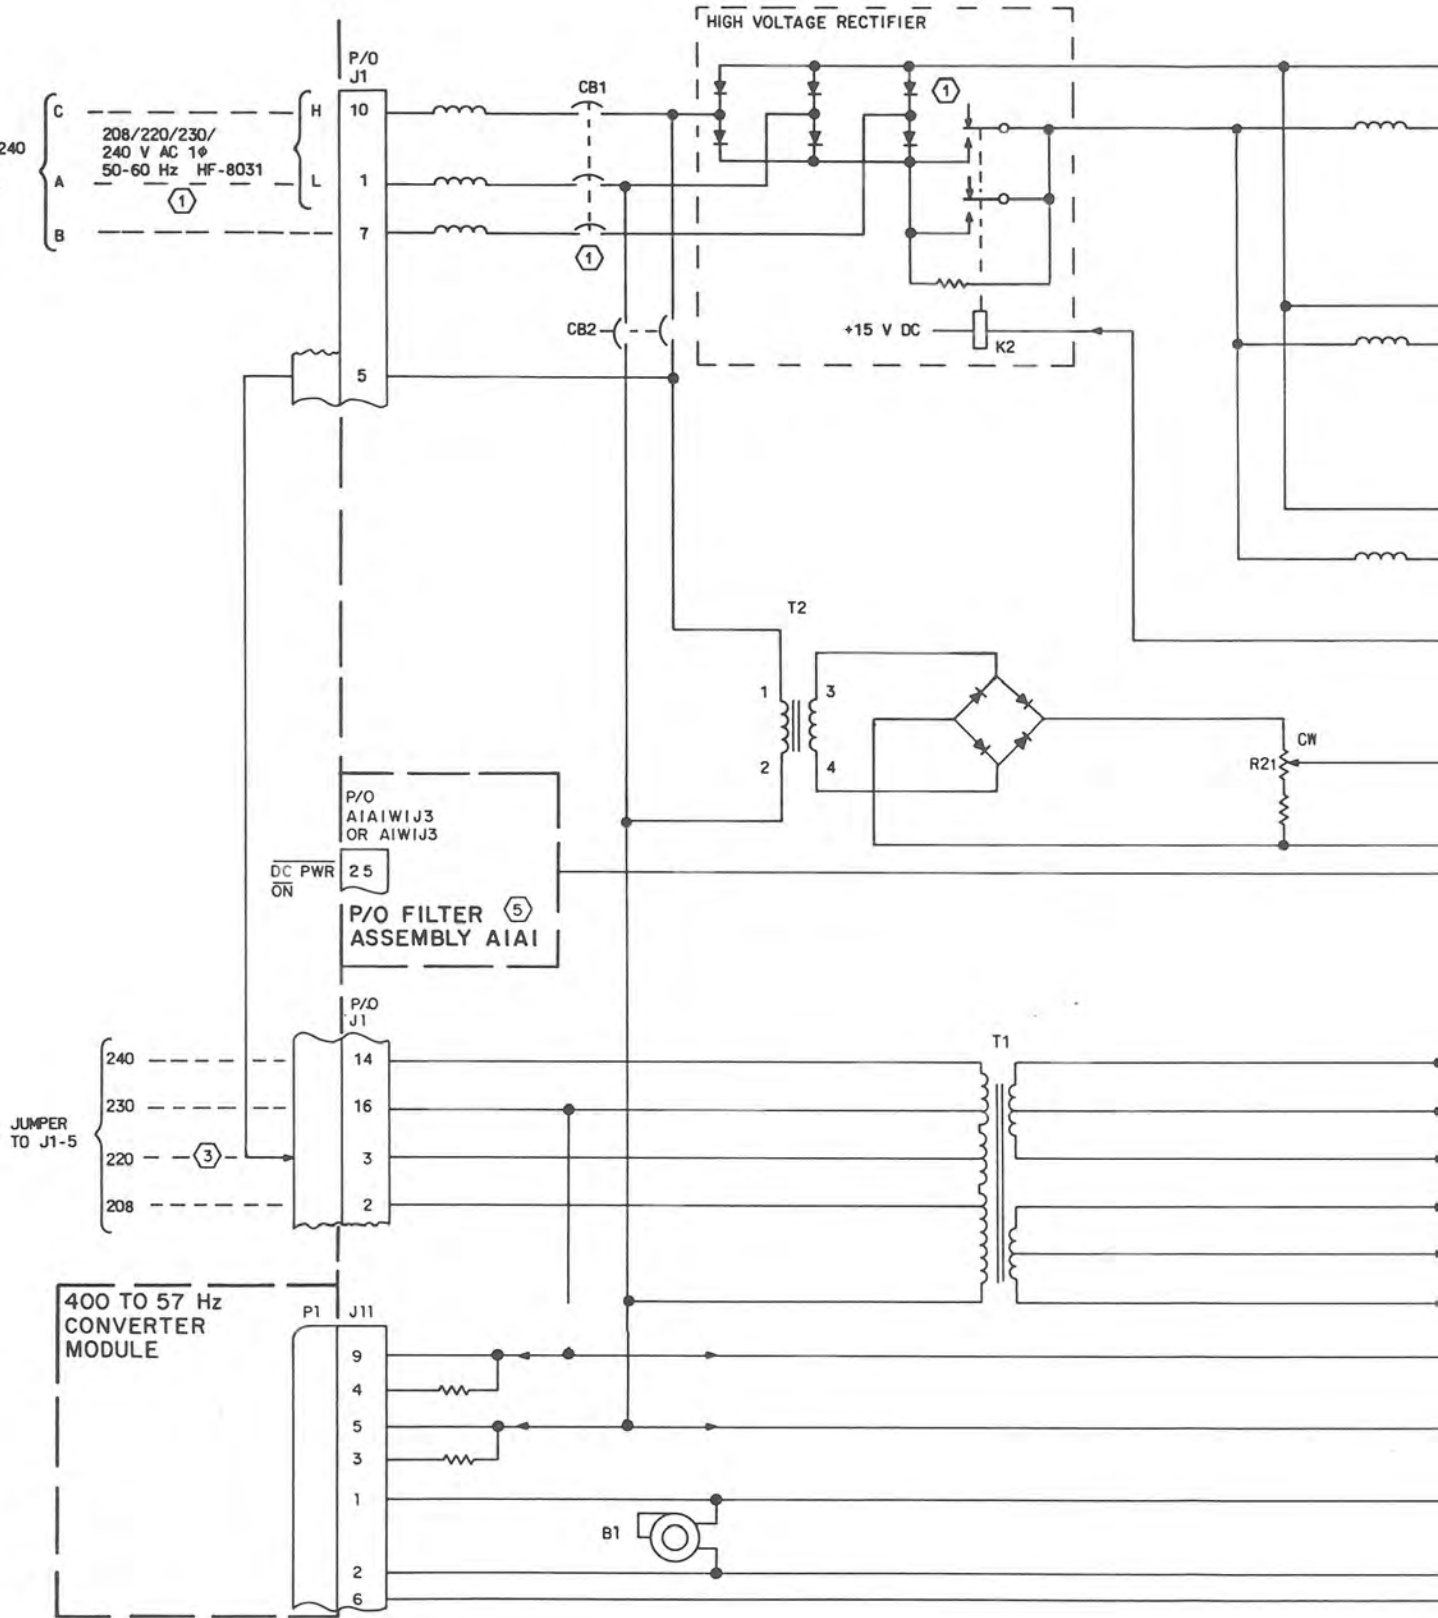 HIGH VOLTAGE RECTIFIER
P/O
J1
CB1
1
C
H
10
208/220/230/
240 V AC 1ϕ
50-60 Hz HF-8031
240
A
L
1
1
B
7
1
CB2
+15 V DC
K2
5
T2
1
3
2
4
CW
R21
P/O
A1A1W1J3
OR A1W1J3
DC PWR
ON
25
P/O FILTER
ASSEMBLY A1A1
5
P/O
J1
T1
240
14
230
16
JUMPER
TO J1-5
220
3
3
208
2
400 TO 57 Hz
CONVERTER
MODULE
P1
J11
9
4
5
3
1
B1
2
6